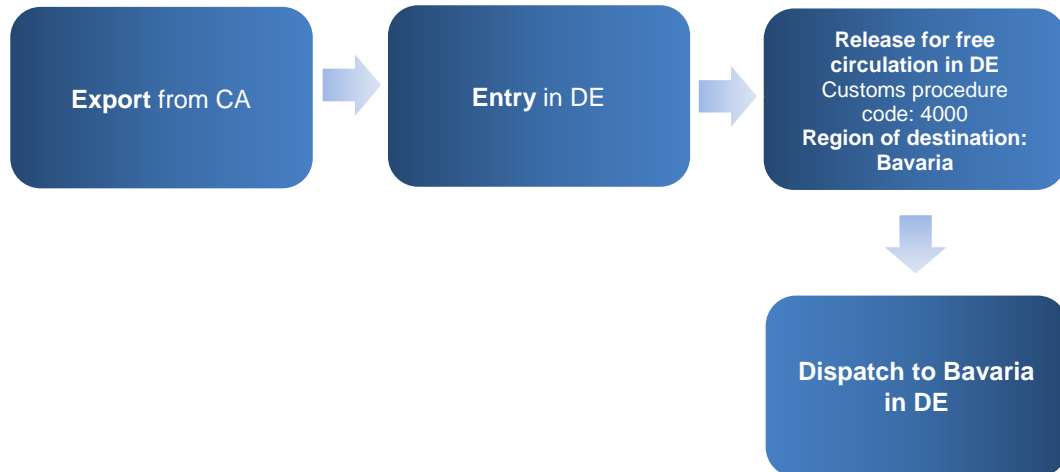 Export from CA
Entry in DE
Release for free
circulation in DE
Customs procedure
code: 4000
Region of destination:
Bavaria
Dispatch to Bavaria
in DE